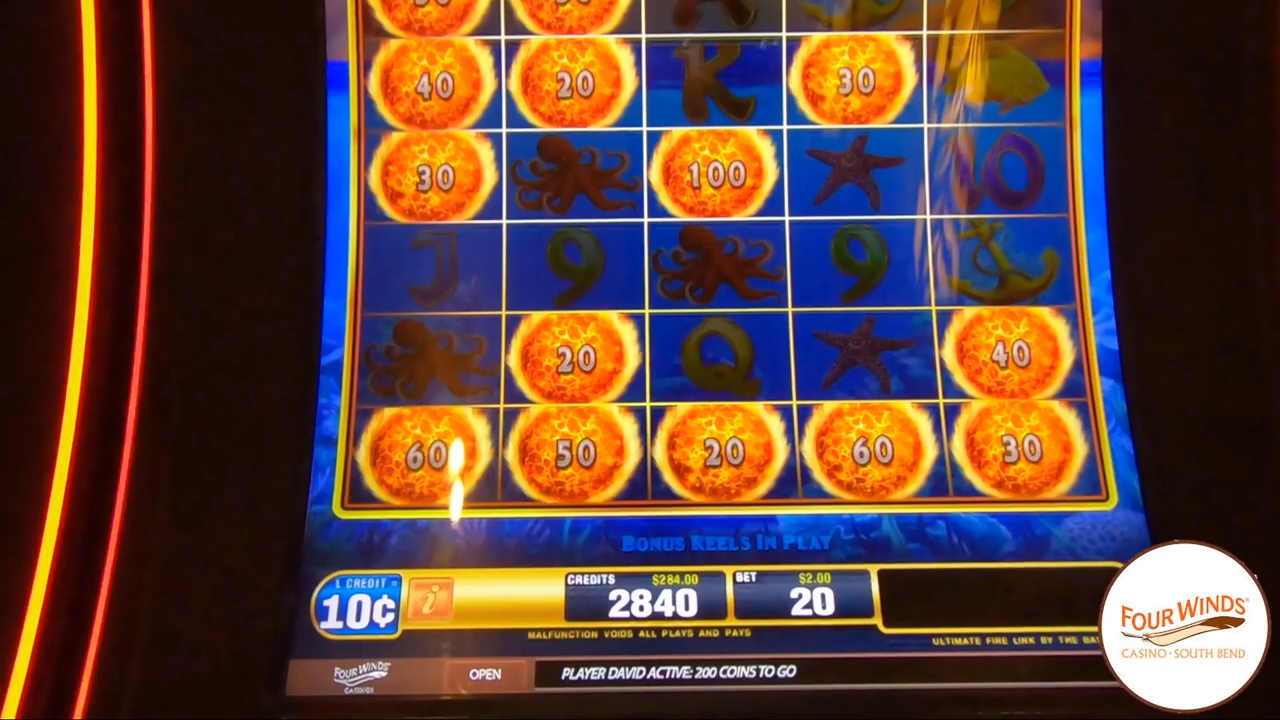 40 20 K 30
30 100 O
J 9 9
20 Q 40
60 50 20 60 30
BONUS REELS IN PLAY
1 CREDIT =
10¢
i
CREDITS $284.00
2840
BET $2.00
20
MALFUNCTION VOIDS ALL PLAYS AND PAYS
ULTIMATE FIRE LINK BY THE
FOUR WINDS
CASINOS
OPEN
PLAYER DAVID ACTIVE: 200 COINS TO GO
FOUR WINDS®
CASINO · SOUTH BEND